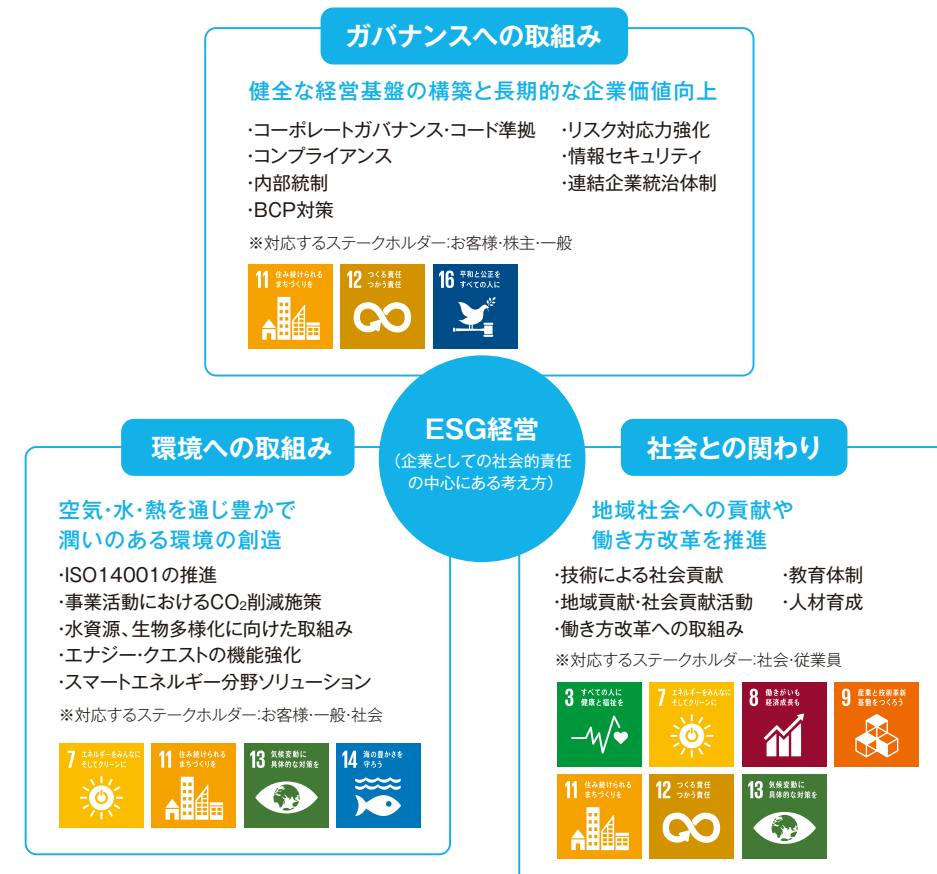 ガバナンスへの取組み
健全な経営基盤の構築と長期的な企業価値向上
・コーポレートガバナンス・コード準拠
・コンプライアンス
・内部統制
・BCP対策
・リスク対応力強化
・情報セキュリティ
・連結企業統治体制
※対応するステークホルダー:お客様・株主・一般
11 住み続けられる
まちづくりを
12 つくる責任
つかう責任
16 平和と公正を
すべての人に
ESG経営
(企業としての社会的責任
の中心にある考え方)
環境への取組み
空気・水・熱を通じ豊かで
潤いのある環境の創造
・ISO14001の推進
・事業活動におけるCO₂削減施策
・水資源、生物多様化に向けた取組み
・エナジー・クエストの機能強化
・スマートエネルギー分野ソリューション
※対応するステークホルダー:お客様・一般・社会
7 エネルギーをみんなに
そしてクリーンに
11 住み続けられる
まちづくりを
13 気候変動に
具体的な対策を
14 海の豊かさを
守ろう
社会との関わり
地域社会への貢献や
働き方改革を推進
・技術による社会貢献
・地域貢献・社会貢献活動
・働き方改革への取組み
・教育体制
・人材育成
※対応するステークホルダー:社会・従業員
3 すべての人に
健康と福祉を
7 エネルギーをみんなに
そしてクリーンに
8 働きがいも
経済成長も
9 産業と技術革新の
基盤をつくろう
11 住み続けられる
まちづくりを
12 つくる責任
つかう責任
13 気候変動に
具体的な対策を